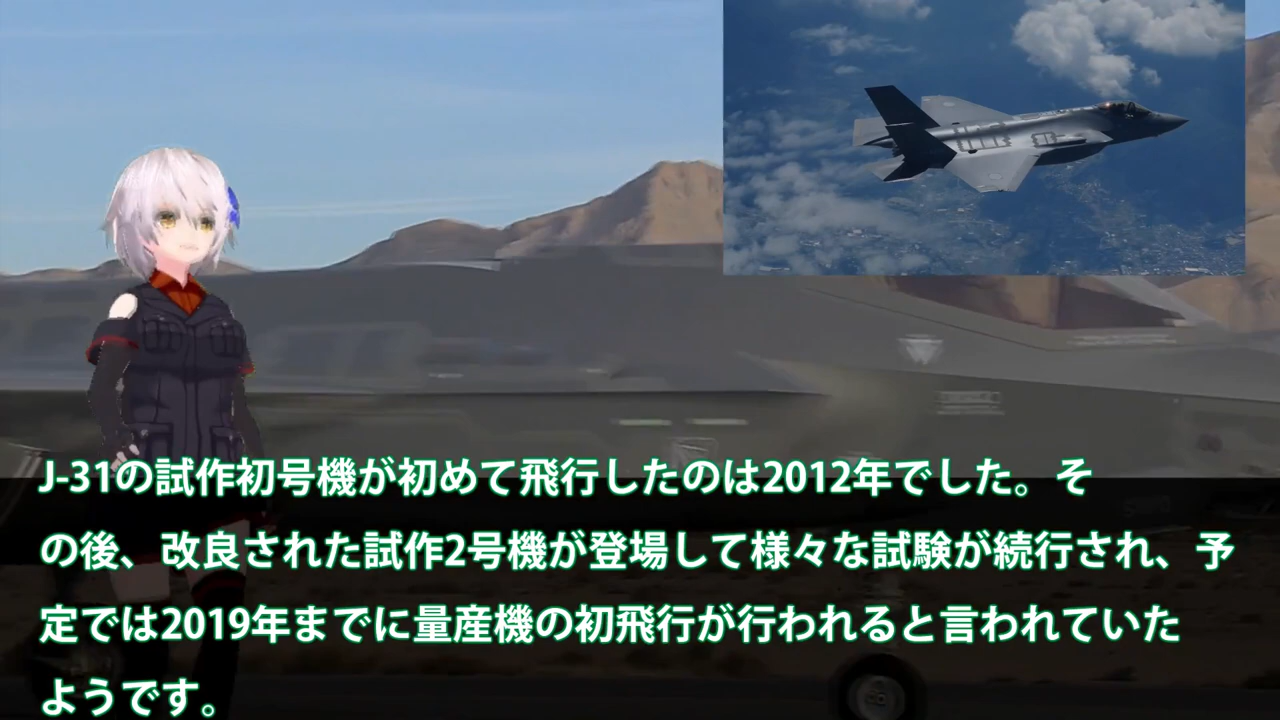 J-31の試作初号機が初めて飛行したのは2012年でした。そ
の後、改良された試作2号機が登場して様々な試験が続行され、予
定では2019年までに量産機の初飛行が行われると言われていた
ようです。